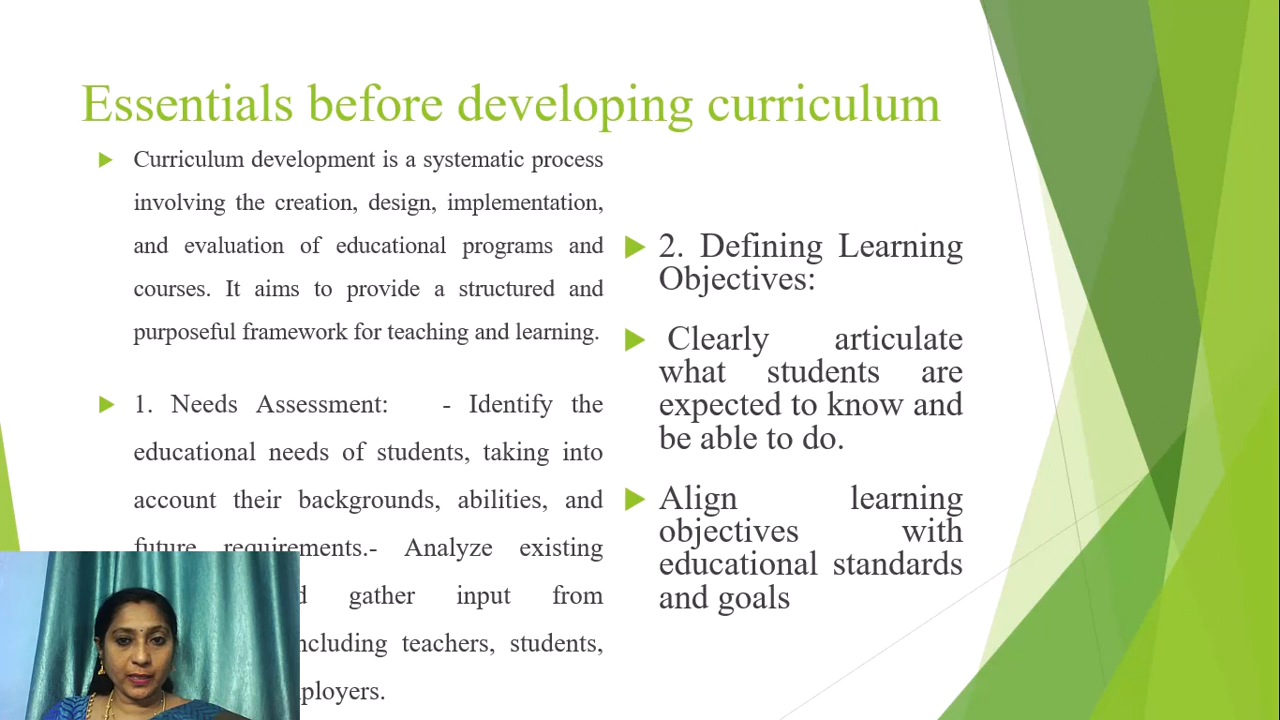 Essentials before developing curriculum
Curriculum development is a systematic process
involving the creation, design, implementation,
and evaluation of educational programs and
courses. It aims to provide a structured and
purposeful framework for teaching and learning.
1. Needs Assessment: - Identify the
educational needs of students, taking into
account their backgrounds, abilities, and
future requirements.- Analyze existing
gather input from
including teachers, students,
2. Defining Learning
Objectives:
Clearly articulate
what students are
expected to know and
be able to do.
Align learning
objectives with
educational standards
and goals